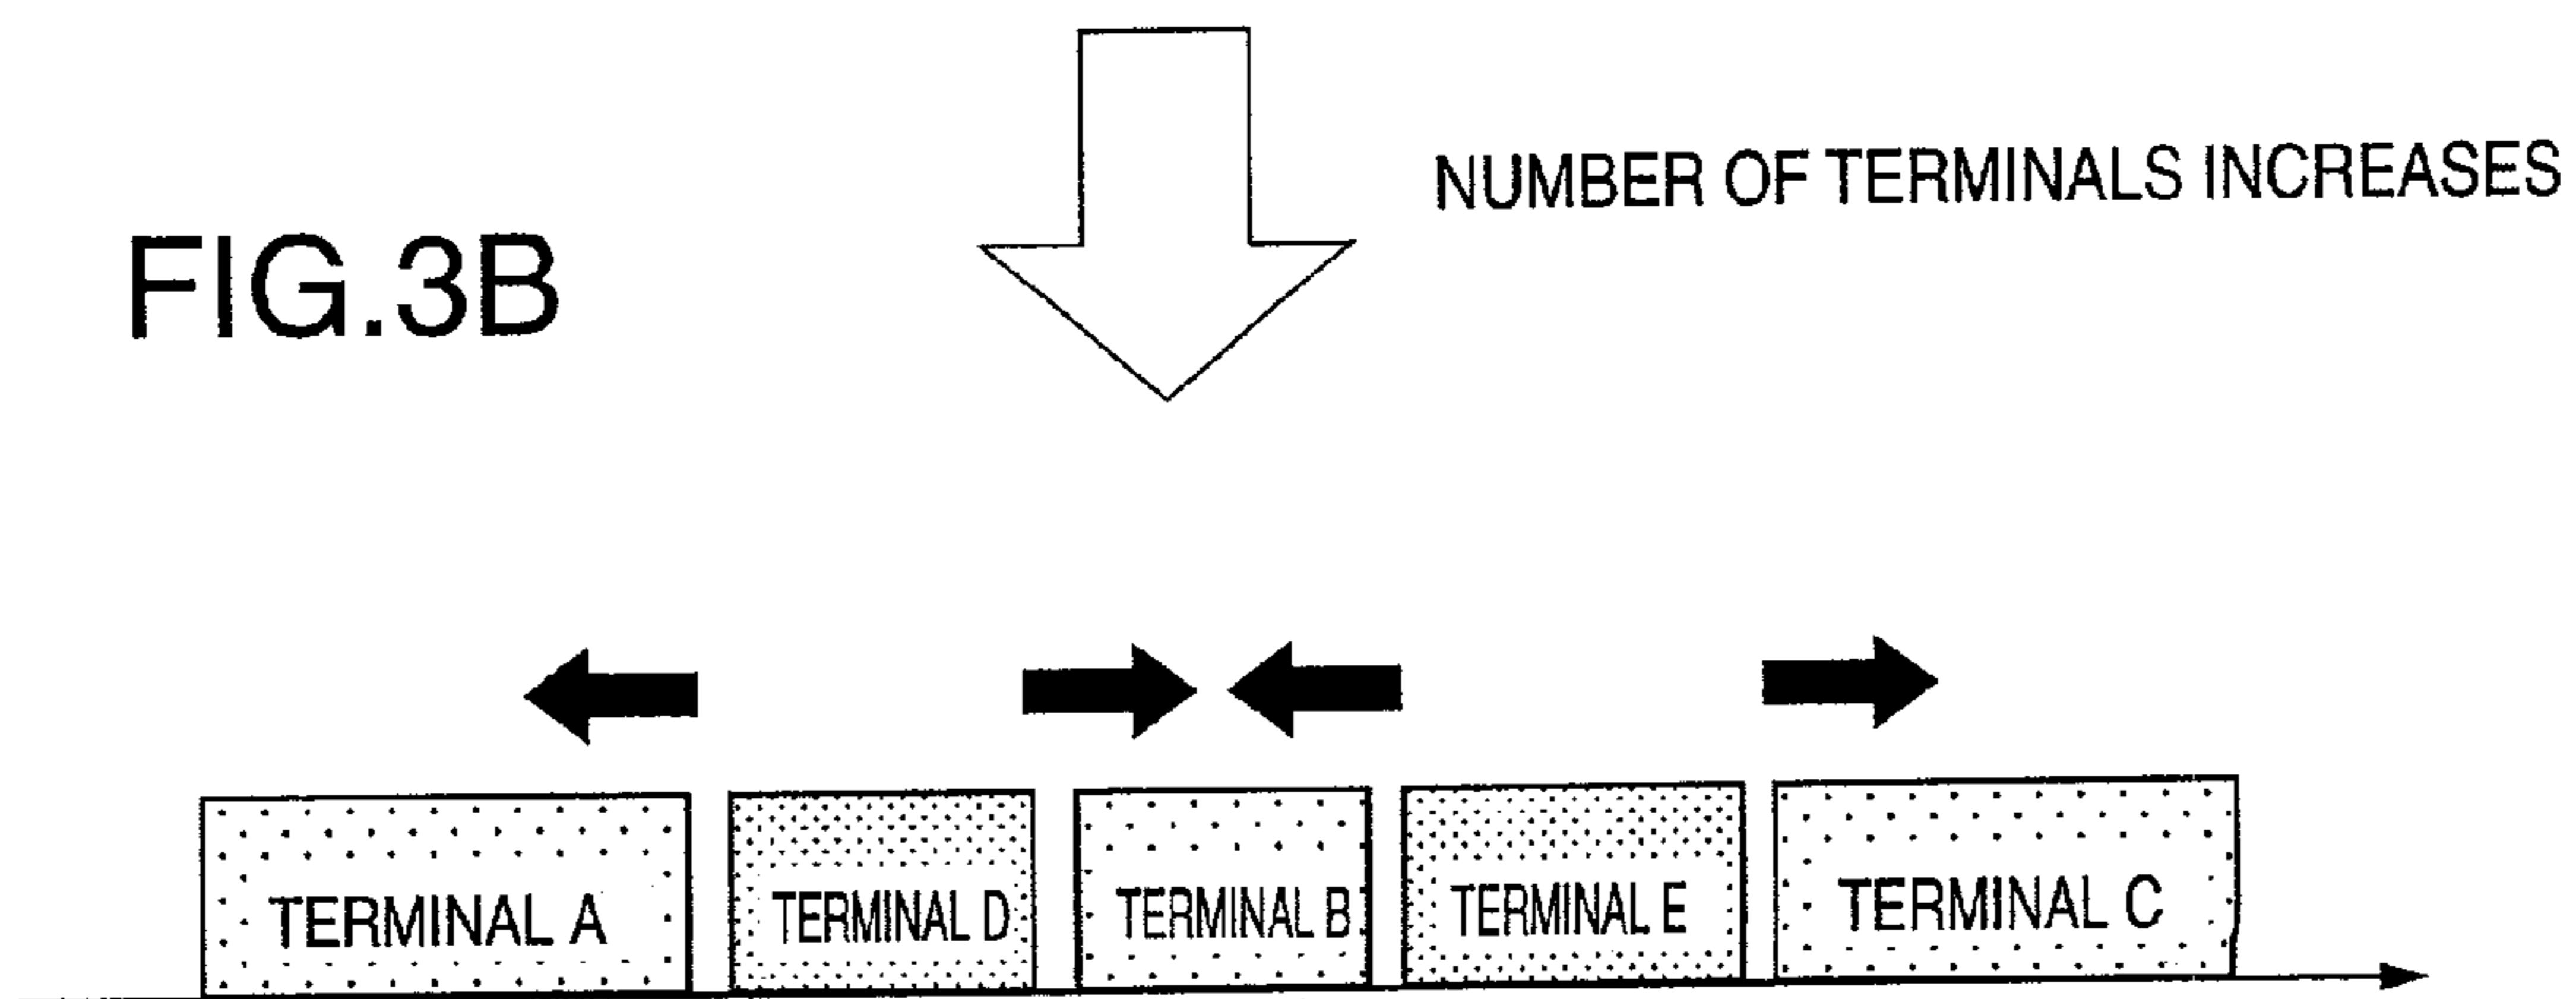 NUMBER OF TERMINALS INCREASES
FIG.3B
TERMINAL A
TERMINAL D
TERMINAL B
TERMINAL E
TERMINAL C